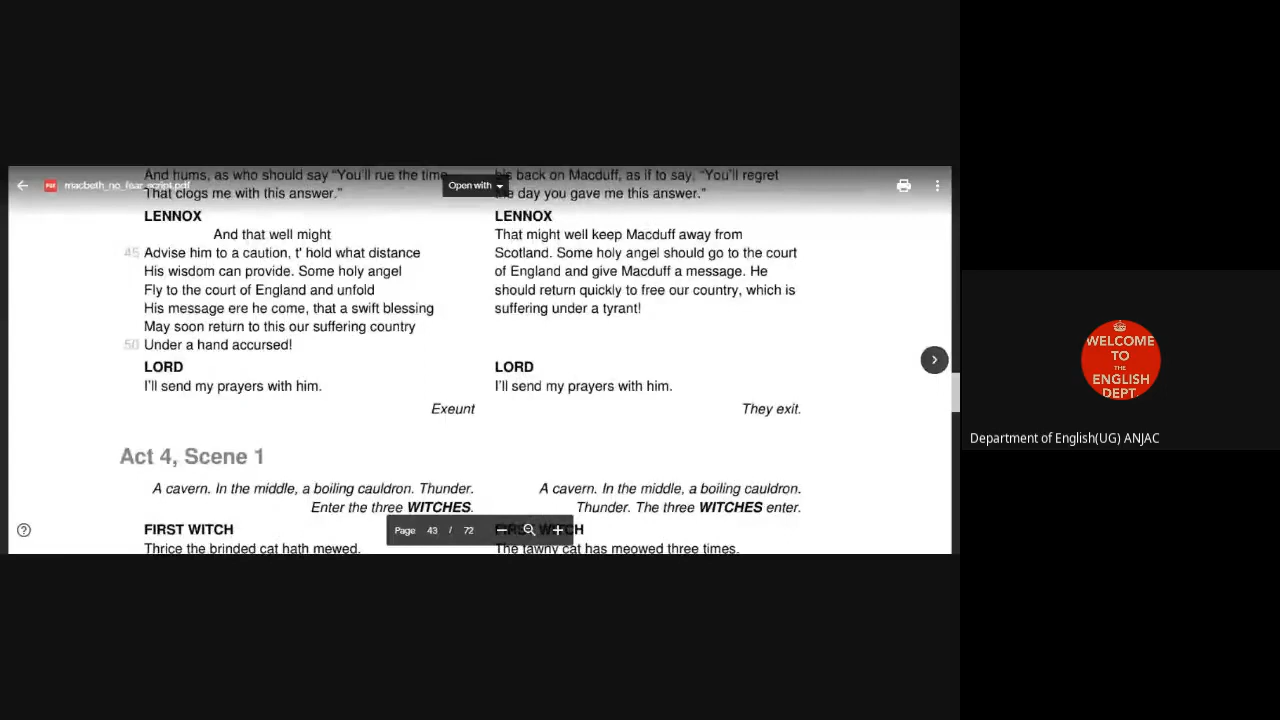 And hums, as who should say “You’ll rue the time
That clogs me with this answer.”
LENNOX
And that well might
45 Advise him to a caution, t' hold what distance
His wisdom can provide. Some holy angel
Fly to the court of England and unfold
His message ere he come, that a swift blessing
May soon return to this our suffering country
50 Under a hand accursed!
LORD
I’ll send my prayers with him.
Exeunt
his back on Macduff, as if to say, “You’ll regret
the day you gave me this answer.”
LENNOX
That might well keep Macduff away from
Scotland. Some holy angel should go to the court
of England and give Macduff a message. He
should return quickly to free our country, which is
suffering under a tyrant!
LORD
I’ll send my prayers with him.
They exit.
Act 4, Scene 1
A cavern. In the middle, a boiling cauldron. Thunder.
Enter the three WITCHES.
FIRST WITCH
Thrice the brinded cat hath mewed.
A cavern. In the middle, a boiling cauldron.
Thunder. The three WITCHES enter.
FIRST WITCH
The tawny cat has meowed three times.
macbeth_no_fear_script.pdf
Open with
Page 43 / 72
WELCOME
TO
THE
ENGLISH
DEPT.
Department of English(UG) ANJAC